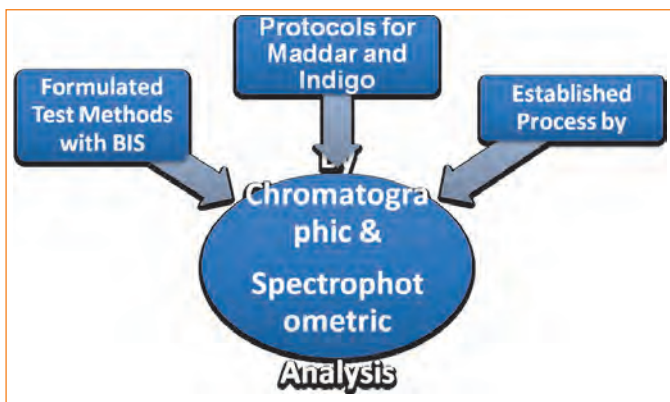 Formulated
Test Methods
with BIS
Protocols for
Maddar and
Indigo
Established
Process by
Chromatogra
phic &
Spectrophot
ometric
Analysis